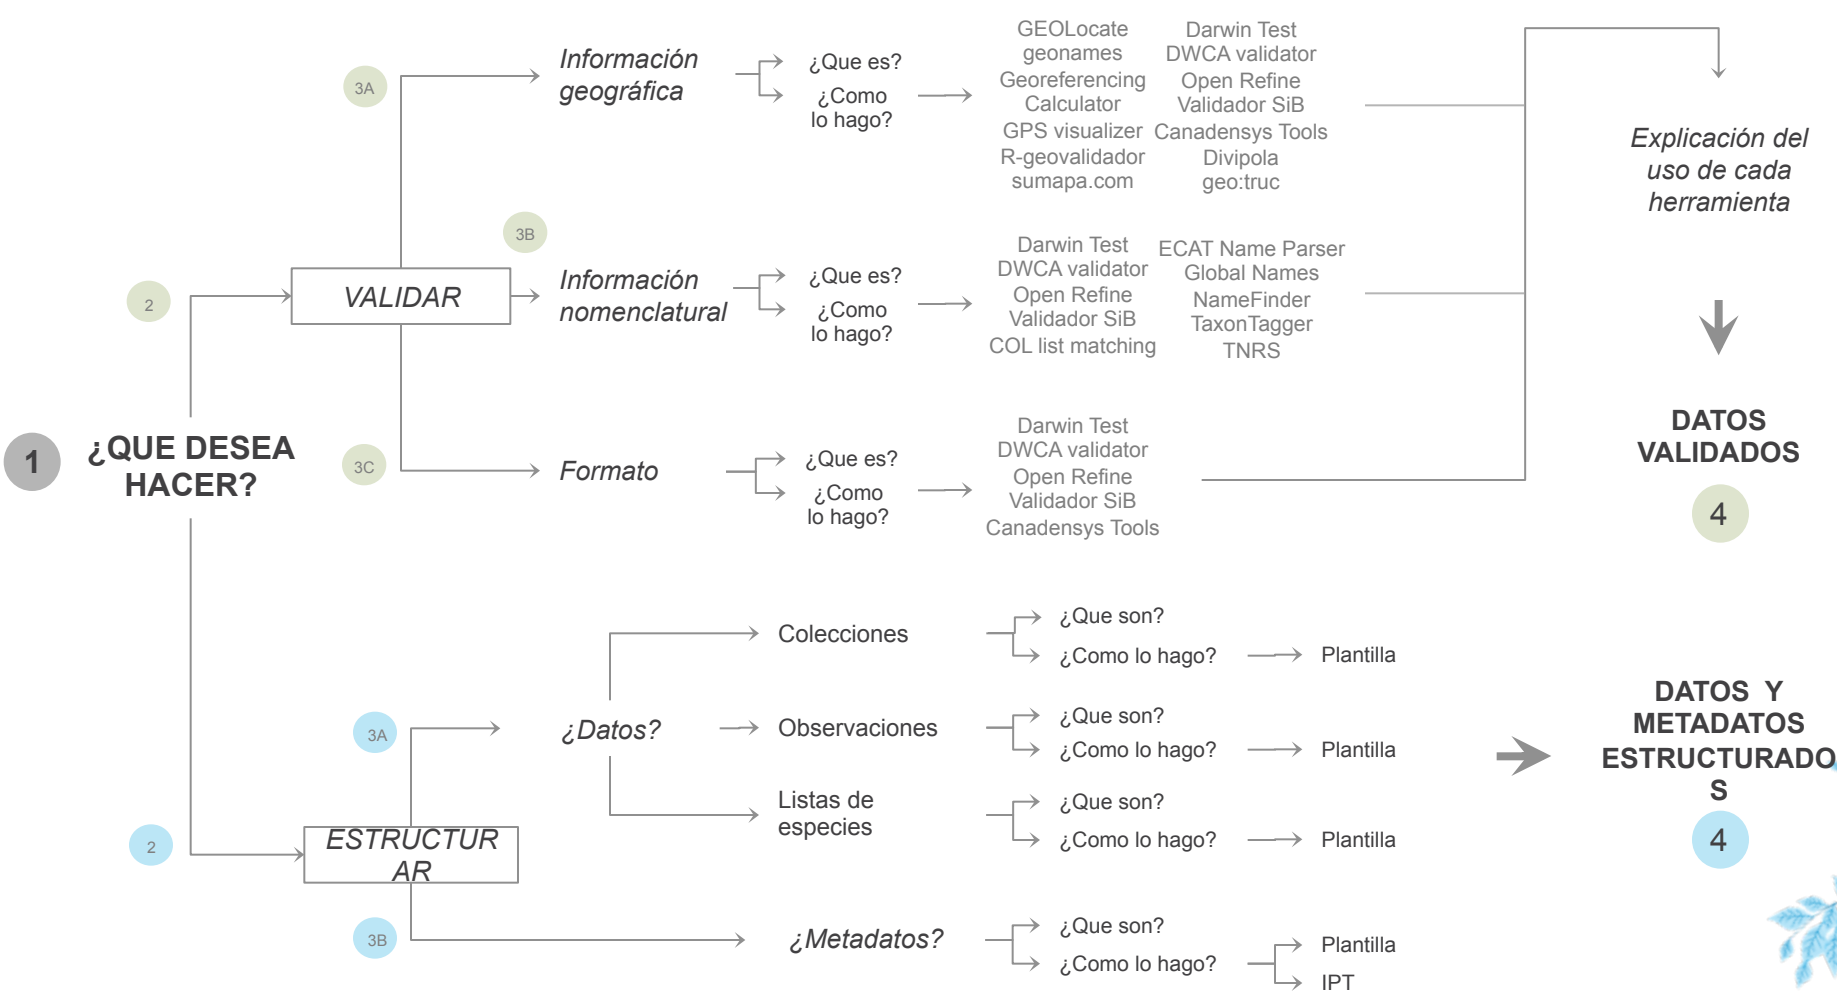 1
¿QUE DESEA
HACER?
2
VALIDAR
3A
Información
geográfica
¿Que es?
¿Como
lo hago?
GEOLocate
geonames
Georeferencing
Calculator
GPS visualizer
R-geovalidador
sumapa.com
Darwin Test
DWCA validator
Open Refine
Validador SiB
Canadensys Tools
Divipola
geo:truc
3B
Información
nomenclatural
¿Que es?
¿Como
lo hago?
Darwin Test
DWCA validator
Open Refine
Validador SiB
COL list matching
ECAT Name Parser
Global Names
NameFinder
TaxonTagger
TNRS
3C
Formato
¿Que es?
¿Como
lo hago?
Darwin Test
DWCA validator
Open Refine
Validador SiB
Canadensys Tools
Explicación del
uso de cada
herramienta
DATOS
VALIDADOS
4
2
ESTRUCTUR
AR
3A
¿Datos?
Colecciones
¿Que son?
¿Como lo hago?
Plantilla
Observaciones
¿Que son?
¿Como lo hago?
Plantilla
Listas de
especies
¿Que son?
¿Como lo hago?
Plantilla
3B
¿Metadatos?
¿Que son?
¿Como lo hago?
Plantilla
IPT
DATOS Y
METADATOS
ESTRUCTURADO
S
4